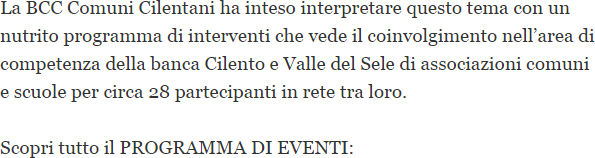 La BCC Comuni Cilentani ha inteso interpretare questo tema con un
nutrito programma di interventi che vede il coinvolgimento nell’area di
competenza della banca Cilento e Valle del Sele di associazioni comuni
e scuole per circa 28 partecipanti in rete tra loro.
Scopri tutto il PROGRAMMA DI EVENTI: